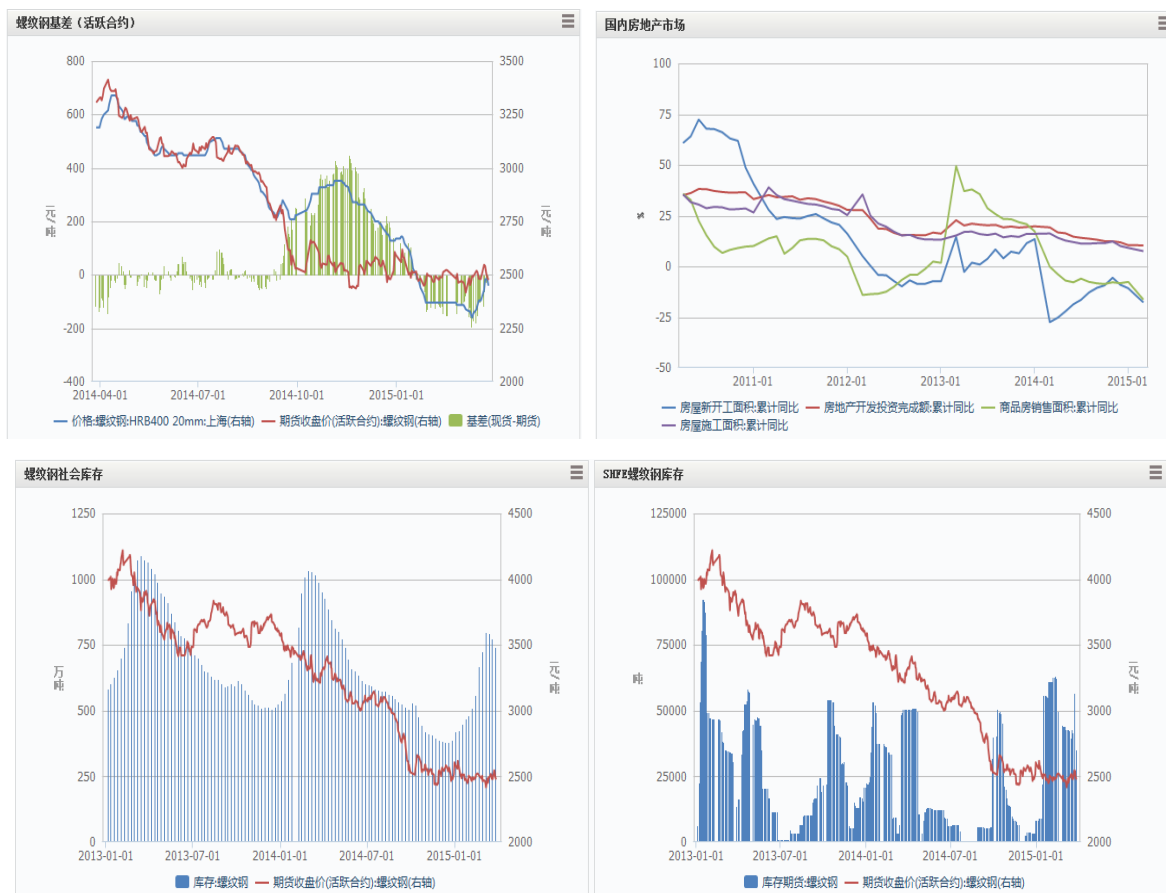 螺纹钢基差（活跃合约）
800
600
400
200
0
-200
-400
元/吨
3500
3250
3000
2750
2500
2250
2000
元/吨
2014-04-01 2014-07-01 2014-10-01 2015-01-01
价格:螺纹钢:HRB400 20mm:上海(右轴) 期货收盘价(活跃合约):螺纹钢(右轴) 基差(现货-期货)
国内房地产市场
100
75
50
25
0
-25
-50
%
2011-01 2012-01 2013-01 2014-01 2015-01
房屋新开工面积:累计同比 房地产开发投资完成额:累计同比 商品房销售面积:累计同比
房屋施工面积:累计同比
螺纹钢社会库存
1250
1000
750
500
250
0
万吨
4500
4000
3500
3000
2500
2000
元/吨
2013-01-01 2013-07-01 2014-01-01 2014-07-01 2015-01-01
库存:螺纹钢 期货收盘价(活跃合约):螺纹钢(右轴)
SHFE螺纹钢库存
125000
100000
75000
50000
25000
0
吨
4500
4000
3500
3000
2500
2000
元/吨
2013-01-01 2013-07-01 2014-01-01 2014-07-01 2015-01-01
库存期货:螺纹钢 期货收盘价(活跃合约):螺纹钢(右轴)